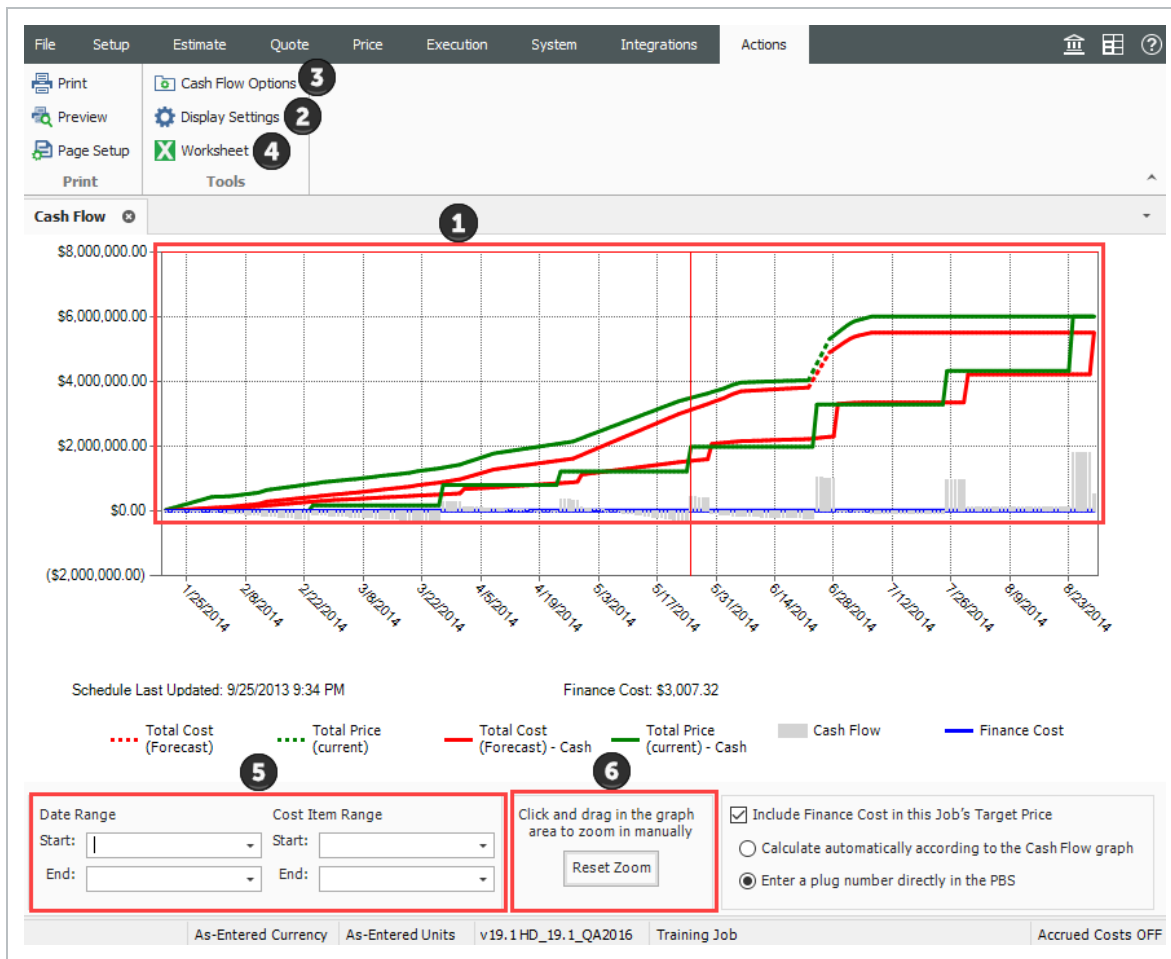 File Setup Estimate Quote Price Execution System Integrations Actions
Print Cash Flow Options 3
Preview Display Settings 2
Page Setup Worksheet 4
Print Tools
Cash Flow
1
$8,000,000.00
$6,000,000.00
$4,000,000.00
$2,000,000.00
$0.00
($2,000,000.00)
1/25/2014 2/8/2014 2/22/2014 3/8/2014 3/22/2014 4/5/2014 4/19/2014 5/3/2014 5/17/2014 5/31/2014 6/14/2014 6/28/2014 7/12/2014 7/26/2014 8/9/2014 8/23/2014
Schedule Last Updated: 9/25/2013 9:34 PM Finance Cost: $3,007.32
Total Cost Total Price Total Cost Total Price Cash Flow Finance Cost
(Forecast) (current) (Forecast) - Cash (current) - Cash
5 6
Date Range Cost Item Range
Start: Start:
End: End:
Click and drag in the graph
area to zoom in manually
Reset Zoom
Include Finance Cost in this Job's Target Price
Calculate automatically according to the Cash Flow graph
Enter a plug number directly in the PBS
As-Entered Currency As-Entered Units v19.1 HD_19.1_QA2016 Training Job Accrued Costs OFF